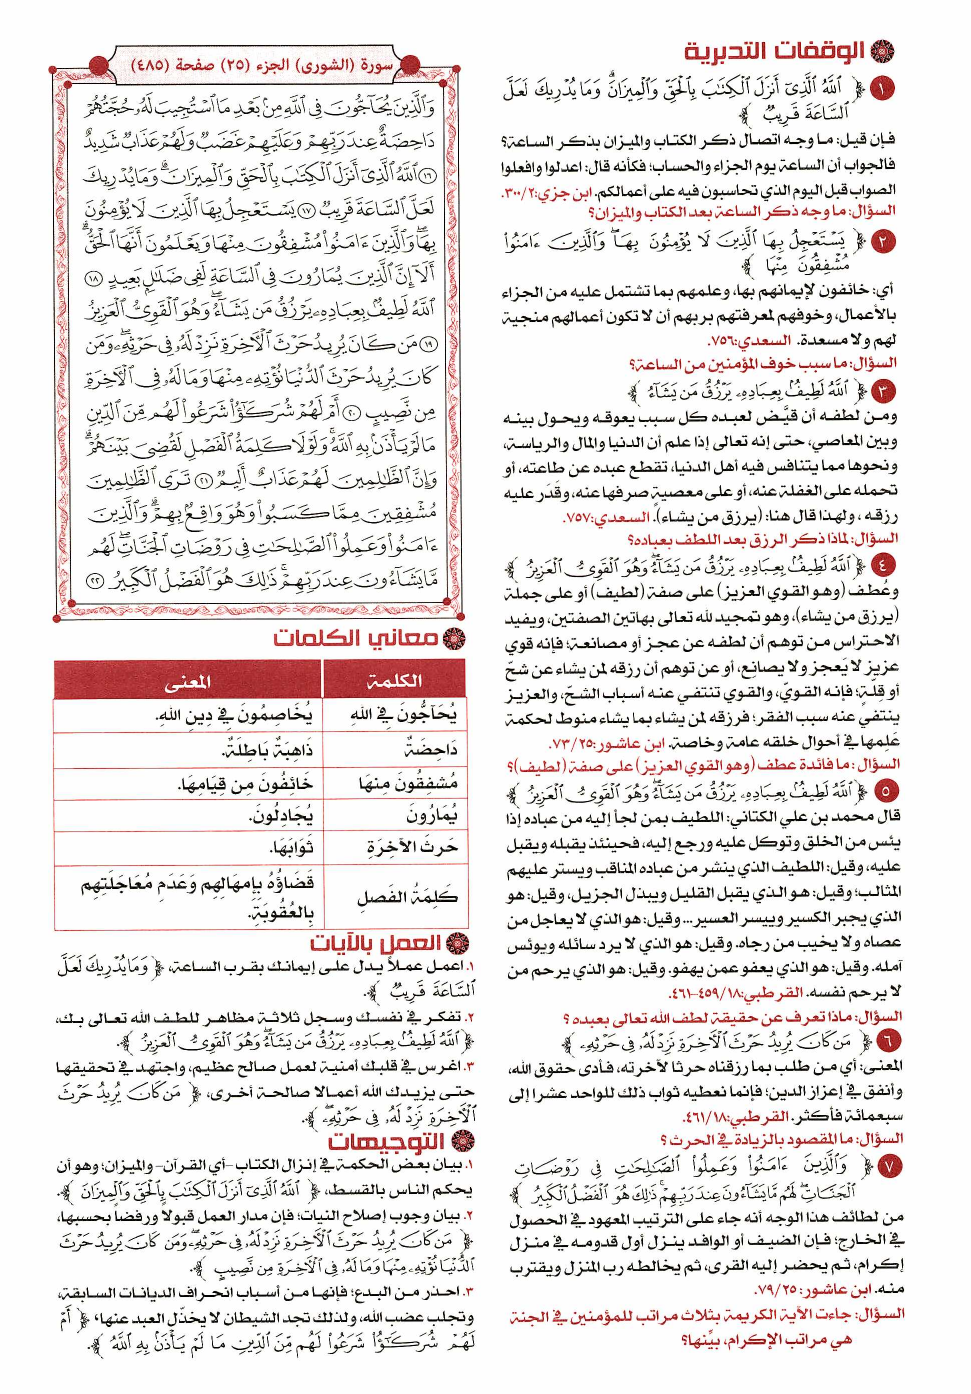 الوقفات التدبرية
١ ﴿ ٱللَّهُ ٱلَّذِىٓ أَنزَلَ ٱلْكِتَٰبَ بِٱلْحَقِّ وَٱلْمِيزَانَ ۗ وَمَا يُدْرِيكَ لَعَلَّ
ٱلسَّاعَةَ قَرِيبٌ ﴾
فإن قيل: ما وجه اتصال ذكر الكتاب والميزان بذكر الساعة؟
فالجواب أن الساعة يوم الجزاء والحساب؛ فكأنه قال: اعدلوا وافعلوا
الصواب قبل اليوم الذي تحاسبون فيه على أعمالكم. ابن جزي:٣٠٠/٢.
السؤال: ما وجه ذكر الساعة بعد الكتاب والميزان؟
٢ ﴿ يَسْتَعْجِلُ بِهَا ٱلَّذِينَ لَا يُؤْمِنُونَ بِهَا ۖ وَٱلَّذِينَ ءَامَنُوا۟
مُشْفِقُونَ مِنْهَا ﴾
أي: خائفون لإيمانهم بها، وعلمهم بما تشتمل عليه من الجزاء
بالأعمال، وخوفهم لمعرفتهم بربهم أن لا تكون أعمالهم منجية
لهم ولا مسعدة. السعدي:٧٥٦.
السؤال: ما سبب خوف المؤمنين من الساعة؟
٣ ﴿ ٱللَّهُ لَطِيفٌۢ بِعِبَادِهِۦ يَرْزُقُ مَن يَشَآءُ ﴾
ومن لطفه أن قيَّض لعبده كل سبب يعوقه ويحول بينه
وبين المعاصي، حتى إنه تعالى إذا علم أن الدنيا والمال والرياسة،
ونحوها مما يتنافس فيه أهل الدنيا، تقطع عبده عن طاعته، أو
تحمله على الغفلة عنه، أو على معصيةٍ صرفها عنه، وقَدَر عليه
رزقه ، ولهذا قال هنا: (يرزق من يشاء). السعدي:٧٥٧.
السؤال: لماذا ذكر الرزق بعد اللطف بعباده؟
٤ ﴿ ٱللَّهُ لَطِيفٌۢ بِعِبَادِهِۦ يَرْزُقُ مَن يَشَآءُ ۖ وَهُوَ ٱلْقَوِىُّ ٱلْعَزِيزُ ﴾
وعُطف (وهو القوي العزيز) على صفة (لطيف) أو على جملة
(يرزق من يشاء)، وهو تمجيد لله تعالى بهاتين الصفتين، ويفيد
الاحتراس من توهم أن لطفه عن عجز أو مصانعة؛ فإنه قوي
عزيز لا يَعجز ولا يصانِع، أو عن توهم أن رزقه لمن يشاء عن شحّ
أو قلّةٍ؛ فإنه القويّ، والقوي تنتفي عنه أسباب الشحّ، والعزيز
ينتفي عنه سبب الفقر؛ فرزقه لمن يشاء بما يشاء منوط لحكمة
عَلِمها في أحوال خلقه عامة وخاصة. ابن عاشور:٧٣/٢٥.
السؤال: ما فائدة عطف (وهو القوي العزيز) على صفة (لطيف)؟
٥ ﴿ ٱللَّهُ لَطِيفٌۢ بِعِبَادِهِۦ يَرْزُقُ مَن يَشَآءُ ۖ وَهُوَ ٱلْقَوِىُّ ٱلْعَزِيزُ ﴾
قال محمد بن علي الكتاني: اللطيف بمن لجأ إليه من عباده إذا
يئس من الخلق وتوكل عليه ورجع إليه، فحينئذ يقبله ويقبل
عليه، وقيل: اللطيف الذي ينشر من عباده المناقب ويستر عليهم
المثالب؛ وقيل: هو الذي يقبل القليل ويبذل الجزيل، وقيل: هو
الذي يجبر الكسير وييسر العسير... وقيل: هو الذي لا يعاجل من
عصاه ولا يخيب من رجاه. وقيل: هو الذي لا يرد سائله ويوئس
آمله. وقيل: هو الذي يعفو عمن يهفو. وقيل: هو الذي يرحم من
لا يرحم نفسه. القرطبي:٤٥٩/١٨-٤٦١.
السؤال: ماذا تعرف عن حقيقة لطف الله تعالى بعبده ؟
٦ ﴿ مَن كَانَ يُرِيدُ حَرْثَ ٱلْءَاخِرَةِ نَزِدْ لَهُۥ فِى حَرْثِهِۦ ﴾
المعنى: أي من طلب بما رزقناه حرثا لآخرته، فأدى حقوق الله،
وأنفق في إعزاز الدين؛ فإنما نعطيه ثواب ذلك للواحد عشرا إلى
سبعمائة فأكثر. القرطبي:٤٦١/١٨.
السؤال: ما المقصود بالزيادة في الحرث ؟
٧ ﴿ وَٱلَّذِينَ ءَامَنُوا۟ وَعَمِلُوا۟ ٱلصَّٰلِحَٰتِ فِى رَوْضَاتِ
ٱلْجَنَّاتِ ۖ لَهُم مَّا يَشَآءُونَ عِندَ رَبِّهِمْ ۚ ذَٰلِكَ هُوَ ٱلْفَضْلُ ٱلْكَبِيرُ ﴾
من لطائف هذا الوجه أنه جاء على الترتيب المعهود في الحصول
في الخارج؛ فإن الضيف أو الوافد ينزل أول قدومه في منزل
إكرام، ثم يحضر إليه القرى، ثم يخالطه رب المنزل ويقترب
منه. ابن عاشور: ٧٩/٢٥.
السؤال: جاءت الآية الكريمة بثلاث مراتب للمؤمنين في الجنة
هي مراتب الإكرام، بيِّنها؟
سورة (الشورى) الجزء (٢٥) صفحة (٤٨٥)
وَٱلَّذِينَ يُحَآجُّونَ فِى ٱللَّهِ مِنۢ بَعْدِ مَا ٱسْتُجِيبَ لَهُۥ حُجَّتُهُمْ
دَاحِضَةٌ عِندَ رَبِّهِمْ وَعَلَيْهِمْ غَضَبٌ وَلَهُمْ عَذَابٌ شَدِيدٌ
١٦ ٱللَّهُ ٱلَّذِىٓ أَنزَلَ ٱلْكِتَٰبَ بِٱلْحَقِّ وَٱلْمِيزَانَ ۗ وَمَا يُدْرِيكَ
لَعَلَّ ٱلسَّاعَةَ قَرِيبٌ ١٧ يَسْتَعْجِلُ بِهَا ٱلَّذِينَ لَا يُؤْمِنُونَ
بِهَا ۖ وَٱلَّذِينَ ءَامَنُوا۟ مُشْفِقُونَ مِنْهَا وَيَعْلَمُونَ أَنَّهَا ٱلْحَقُّ ۗ
أَلَآ إِنَّ ٱلَّذِينَ يُمَارُونَ فِى ٱلسَّاعَةِ لَفِى ضَلَٰلٍۭ بَعِيدٍ ١٨
ٱللَّهُ لَطِيفٌۢ بِعِبَادِهِۦ يَرْزُقُ مَن يَشَآءُ ۖ وَهُوَ ٱلْقَوِىُّ ٱلْعَزِيزُ
١٩ مَن كَانَ يُرِيدُ حَرْثَ ٱلْءَاخِرَةِ نَزِدْ لَهُۥ فِى حَرْثِهِۦ ۖ وَمَن
كَانَ يُرِيدُ حَرْثَ ٱلدُّنْيَا نُؤْتِهِۦ مِنْهَا وَمَا لَهُۥ فِى ٱلْءَاخِرَةِ
مِن نَّصِيبٍ ٢٠ أَمْ لَهُمْ شُرَكَٰٓؤُا۟ شَرَعُوا۟ لَهُم مِّنَ ٱلدِّينِ
مَا لَمْ يَأْذَنۢ بِهِ ٱللَّهُ ۚ وَلَوْلَا كَلِمَةُ ٱلْفَصْلِ لَقُضِىَ بَيْنَهُمْ ۗ
وَإِنَّ ٱلظَّٰلِمِينَ لَهُمْ عَذَابٌ أَلِيمٌ ٢١ تَرَى ٱلظَّٰلِمِينَ
مُشْفِقِينَ مِمَّا كَسَبُوا۟ وَهُوَ وَاقِعٌۢ بِهِمْ ۗ وَٱلَّذِينَ
ءَامَنُوا۟ وَعَمِلُوا۟ ٱلصَّٰلِحَٰتِ فِى رَوْضَاتِ ٱلْجَنَّاتِ ۖ لَهُم
مَّا يَشَآءُونَ عِندَ رَبِّهِمْ ۚ ذَٰلِكَ هُوَ ٱلْفَضْلُ ٱلْكَبِيرُ ٢٢
معاني الكلمات
الكلمة المعنى
يُحَاجُّونَ فِي اللهِ يُخَاصِمُونَ فِي دِينِ اللهِ.
دَاحِضَةٌ ذَاهِبَةٌ بَاطِلَةٌ.
مُشْفِقُونَ مِنهَا خَائِفُونَ مِن قِيَامِهَا.
يُمَارُونَ يُجَادِلُونَ.
حَرثَ الآخِرَةِ ثَوَابَهَا.
كَلِمَةُ الفَصلِ قَضَاؤُهُ بِإِمهَالِهِم وَعَدَمِ مُعَاجَلَتِهِم
بِالعُقُوبَةِ.
العمل بالآيات
١. اعمل عملاً يدل على إيمانك بقرب الساعة، ﴿ وَمَا يُدْرِيكَ لَعَلَّ
ٱلسَّاعَةَ قَرِيبٌ ﴾.
٢. تفكر في نفسك وسجل ثلاثة مظاهر للطف الله تعالى بك،
﴿ ٱللَّهُ لَطِيفٌۢ بِعِبَادِهِۦ يَرْزُقُ مَن يَشَآءُ ۖ وَهُوَ ٱلْقَوِىُّ ٱلْعَزِيزُ ﴾.
٣. اغرس في قلبك أمنية لعمل صالح عظيم، واجتهد في تحقيقها
حتى يزيدك الله أعمالا صالحة أخرى، ﴿ مَن كَانَ يُرِيدُ حَرْثَ
ٱلْءَاخِرَةِ نَزِدْ لَهُۥ فِى حَرْثِهِۦ ﴾.
التوجيهات
١. بيان بعض الحكمة في إنزال الكتاب -أي القرآن- والميزان؛ وهو أن
يحكم الناس بالقسط، ﴿ ٱللَّهُ ٱلَّذِىٓ أَنزَلَ ٱلْكِتَٰبَ بِٱلْحَقِّ وَٱلْمِيزَانَ ﴾.
٢. بيان وجوب إصلاح النيات؛ فإن مدار العمل قبولا ورفضاً بحسبها،
﴿ مَن كَانَ يُرِيدُ حَرْثَ ٱلْءَاخِرَةِ نَزِدْ لَهُۥ فِى حَرْثِهِۦ ۖ وَمَن كَانَ يُرِيدُ حَرْثَ
ٱلدُّنْيَا نُؤْتِهِۦ مِنْهَا وَمَا لَهُۥ فِى ٱلْءَاخِرَةِ مِن نَّصِيبٍ ﴾.
٣. احذر من البدع؛ فإنها من أسباب انحراف الديانات السابقة،
وتجلب عضب الله، ولذلك تجد الشيطان لا يخذّل العبد عنها، ﴿ أَمْ
لَهُمْ شُرَكَٰٓؤُا۟ شَرَعُوا۟ لَهُم مِّنَ ٱلدِّينِ مَا لَمْ يَأْذَنۢ بِهِ ٱللَّهُ ﴾.